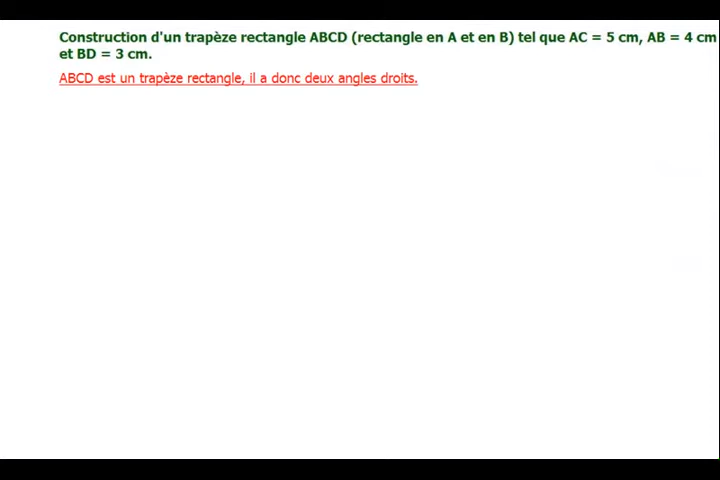 Construction d'un trapèze rectangle ABCD (rectangle en A et en B) tel que AC = 5 cm, AB = 4 cm
et BD = 3 cm.
ABCD est un trapèze rectangle, il a donc deux angles droits.